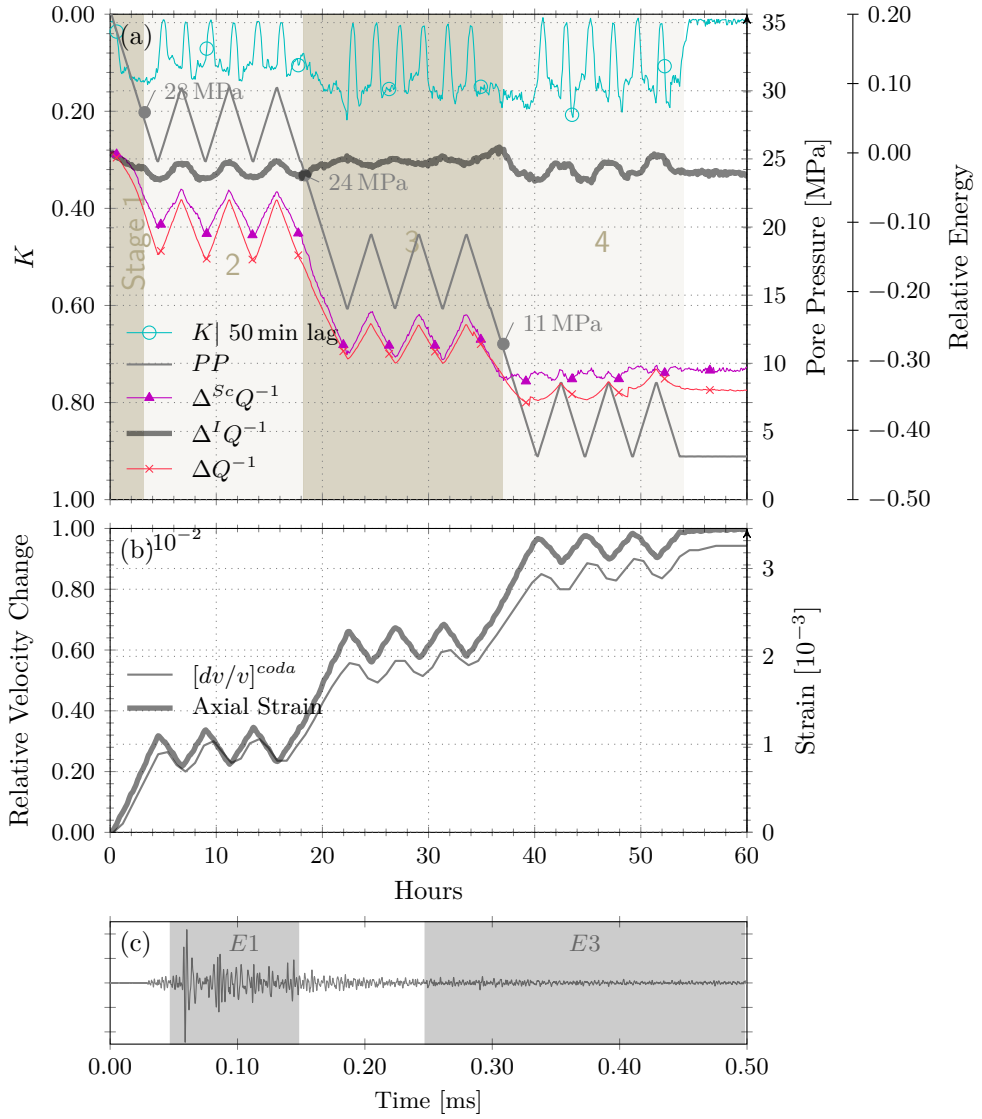 (a)
0.00
0.20
0.40
0.60
0.80
1.00
K
28 MPa
24 MPa
11 MPa
Stage 1
2
3
4
K| 50 min lag
PP
Δ^{Sc}Q^{-1}
Δ^{I}Q^{-1}
ΔQ^{-1}
35
30
25
20
15
10
5
0
Pore Pressure [MPa]
0.20
0.10
0.00
−0.10
−0.20
−0.30
−0.40
−0.50
Relative Energy
(b)
·10^{-2}
1.00
0.80
0.60
0.40
0.20
0.00
Relative Velocity Change
[dv/v]^{coda}
Axial Strain
3
2
1
0
Strain [10^{-3}]
0 10 20 30 40 50 60
Hours
(c)
E1
E3
0.00 0.10 0.20 0.30 0.40 0.50
Time [ms]